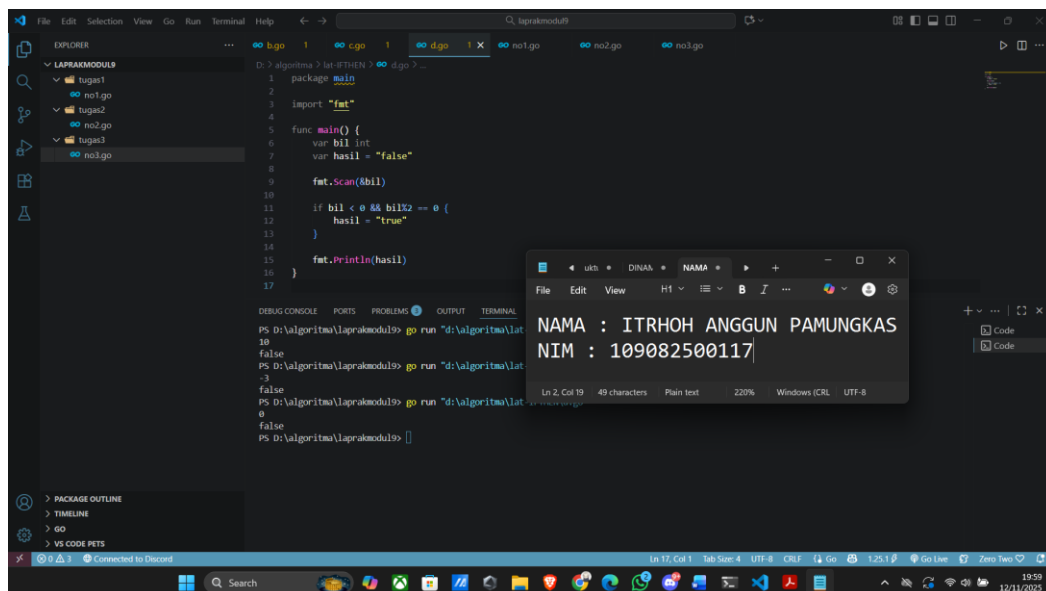 File Edit Selection View Go Run Terminal Help
laprakmodul9
EXPLORER
LAPRAKMODUL9
tugas1
no1.go
tugas2
no2.go
tugas3
no3.go
b.go 1 c.go 1 d.go 1 no1.go no2.go no3.go
D: > algoritma > lat-IFTHEN > d.go > ...
1 package main
2
3 import "fmt"
4
5 func main() {
6 var bil int
7 var hasil = "false"
8
9 fmt.Scan(&bil)
10
11 if bil < 0 && bil%2 == 0 {
12 hasil = "true"
13 }
14
15 fmt.Println(hasil)
16 }
17
DEBUG CONSOLE PORTS PROBLEMS 3 OUTPUT TERMINAL
PS D:\algoritma\laprakmodul9> go run "d:\algoritma\lat-
10
false
PS D:\algoritma\laprakmodul9> go run "d:\algoritma\lat-
-3
false
PS D:\algoritma\laprakmodul9> go run "d:\algoritma\lat-
0
false
PS D:\algoritma\laprakmodul9>
Code
Code
DINAM NAMA
File Edit View H1 B I
NAMA : ITRHOH ANGGUN PAMUNGKAS
NIM : 109082500117
Ln 2, Col 19 49 characters Plain text 220% Windows (CRL UTF-8
PACKAGE OUTLINE
TIMELINE
GO
VS CODE PETS
0 3 Connected to Discord
Ln 17, Col 1 Tab Size: 4 UTF-8 CRLF Go 1.25.1 Go Live Zero Two
Search
19:59
12/11/2025